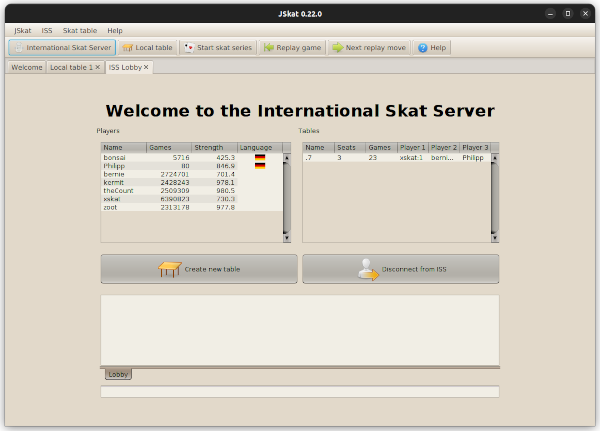 JSkat 0.22.0
JSkat ISS Skat table Help
International Skat Server Local table Start skat series Replay game Next replay move Help
Welcome Local table 1 ISS Lobby
Welcome to the International Skat Server
Players Tables
Name Games Strength Language Name Seats Games Player 1 Player 2 Player 3
bonsai 5716 425.3 .7 3 23 xskat:1 berni... Philipp
Philipp 80 846.9
bernie 2724701 701.4
kermit 2428243 978.1
theCount 2509309 980.5
xskat 6390823 730.3
zoot 2313178 977.8
Create new table Disconnect from ISS
Lobby